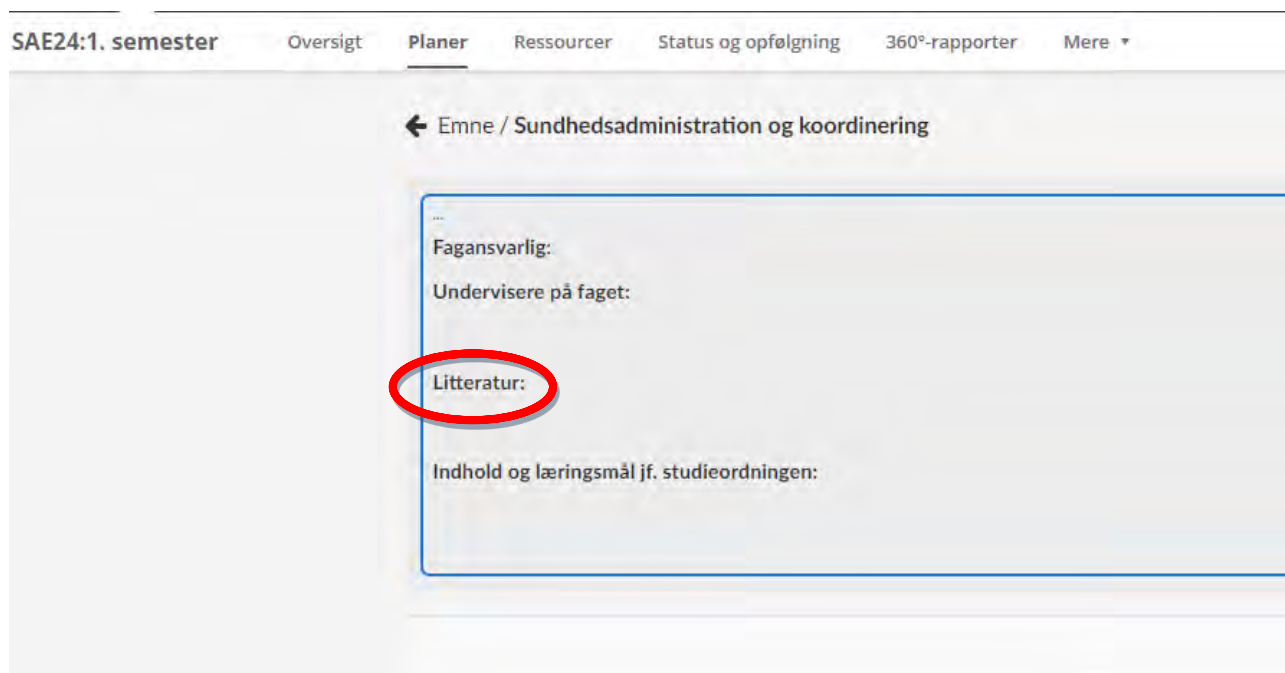 SAE24:1. semester Oversigt Planer Ressourcer Status og opfølgning 360°-rapporter Mere
Emne / Sundhedsadministration og koordinering
...
Fagansvarlig:
Undervisere på faget:
Litteratur:
Indhold og læringsmål jf. studieordningen: